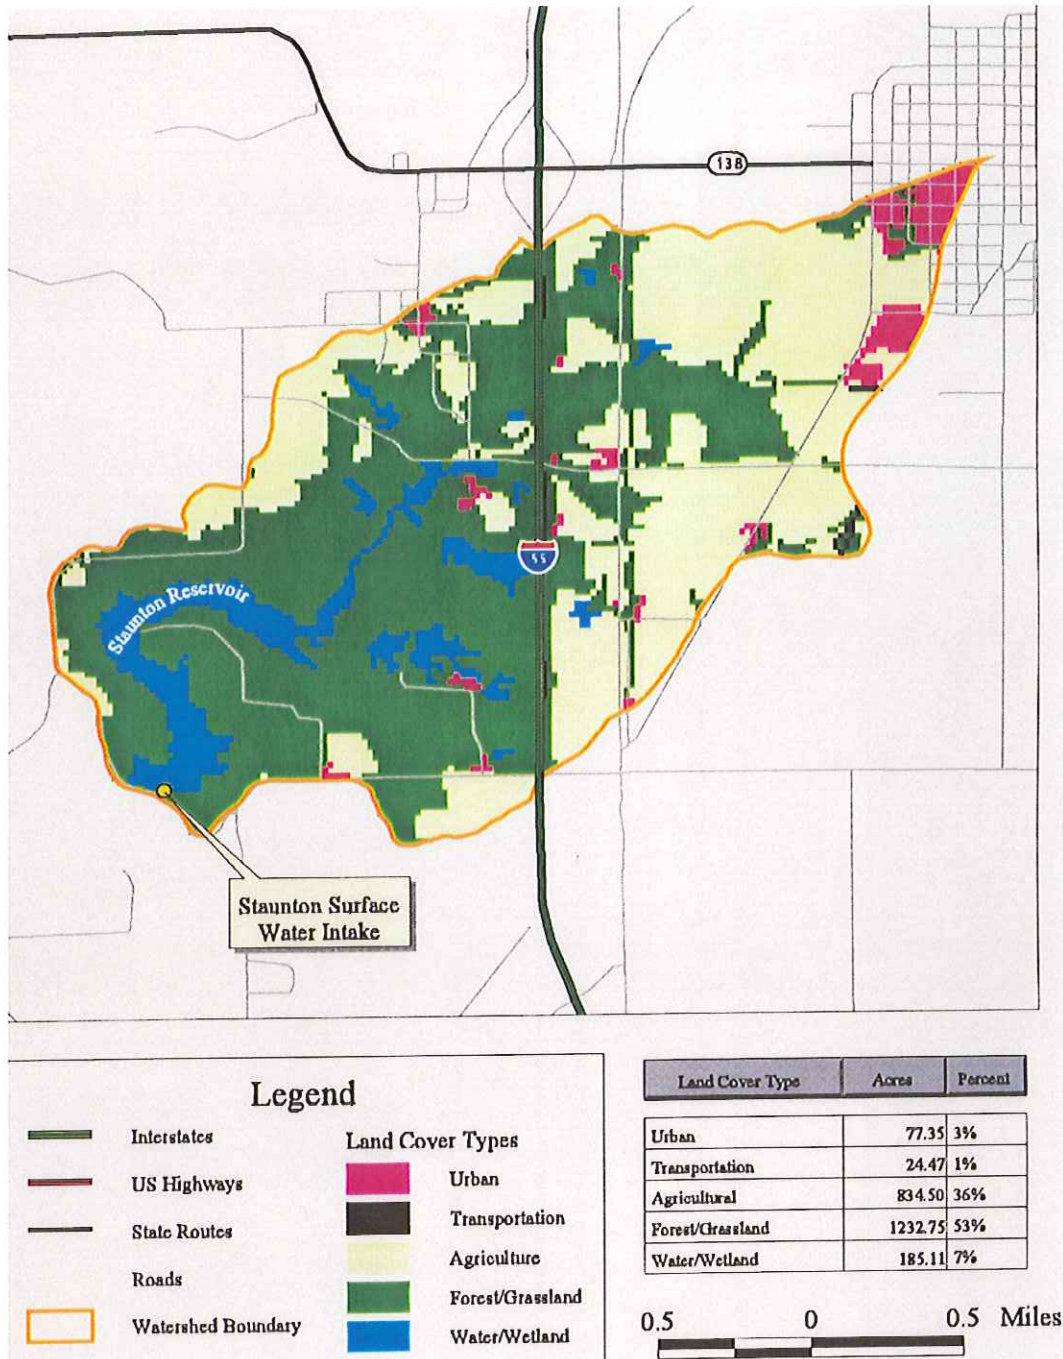 138
55
Staunton Reservoir
Staunton Surface
Water Intake
Legend
Interstates
US Highways
State Routes
Roads
Watershed Boundary
Land Cover Types
Urban
Transportation
Agriculture
Forest/Grassland
Water/Wetland
Land Cover Type Acres Percent
Urban 77.35 3%
Transportation 24.47 1%
Agricultural 834.50 36%
Forest/Grassland 1232.75 53%
Water/Wetland 185.11 7%
0.5 0 0.5 Miles